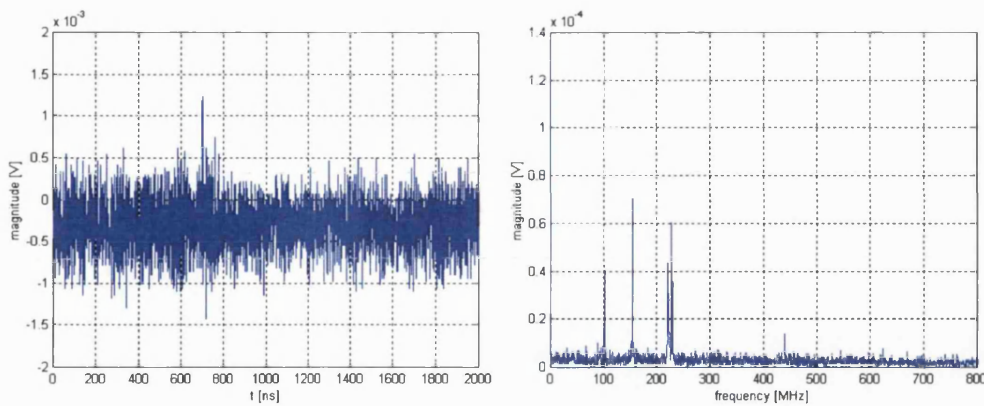 x 10⁻³
2
1.5
1
0.5
0
-0.5
-1
-1.5
-2
magnitude [V]
0 200 400 600 800 1000 1200 1400 1600 1800 2000
t [ns]
x 10⁻⁴
1.4
1.2
1
0.8
0.6
0.4
0.2
0
magnitude [V]
0 100 200 300 400 500 600 700 800
frequency [MHz]